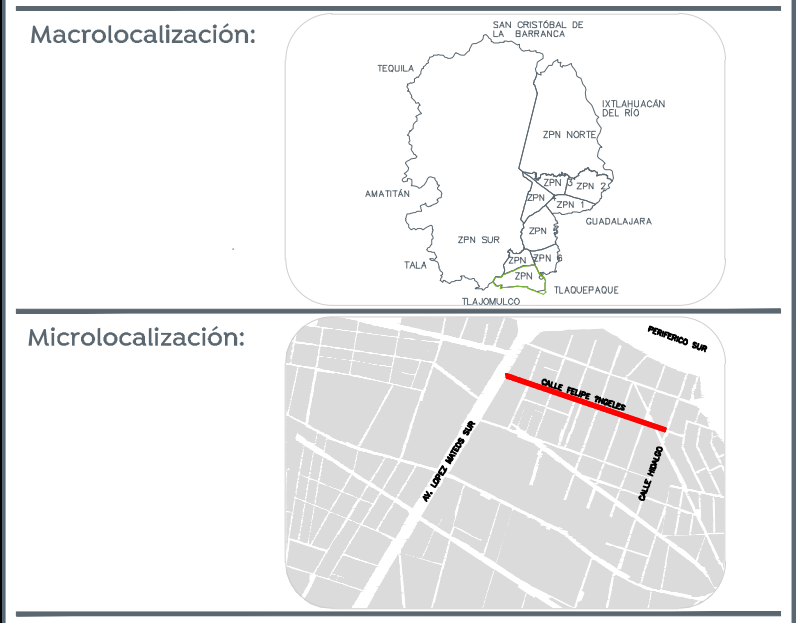 Macrolocalización:
SAN CRISTÓBAL DE
LA BARRANCA
TEQUILA
IXTLAHUACÁN
DEL RÍO
ZPN NORTE
ZPN 3
ZPN 2
AMATITÁN
ZPN
ZPN 1
GUADALAJARA
ZPN
ZPN SUR
ZPN
ZPN 6
TALA
ZPN
TLAQUEPAQUE
TLAJOMULCO
Microlocalización:
PERIFERICO SUR
CALLE FELIPE ?NGELES
AV. LOPEZ MATEOS SUR
CALLE HIDALGO